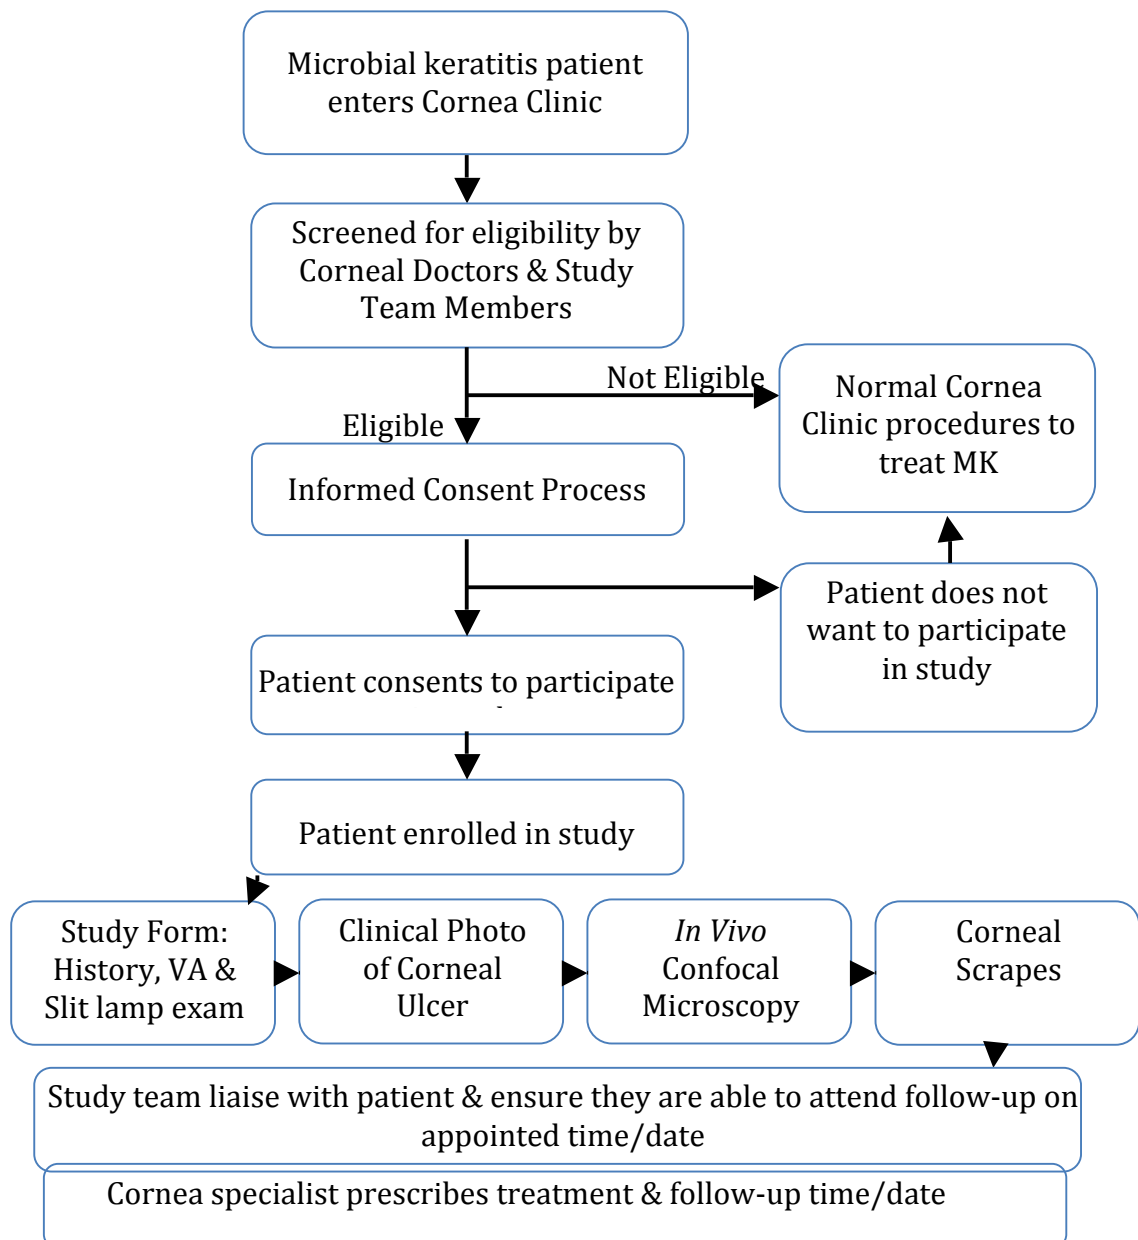 Microbial keratitis patient
enters Cornea Clinic
Screened for eligibility by
Corneal Doctors & Study
Team Members
Not Eligible
Normal Cornea
Clinic procedures to
treat MK
Eligible
Informed Consent Process
Patient does not
want to participate
in study
Patient consents to participate
Patient enrolled in study
Study Form:
History, VA &
Slit lamp exam
Clinical Photo
of Corneal
Ulcer
In Vivo
Confocal
Microscopy
Corneal
Scrapes
Study team liaise with patient & ensure they are able to attend follow-up on
appointed time/date
Cornea specialist prescribes treatment & follow-up time/date